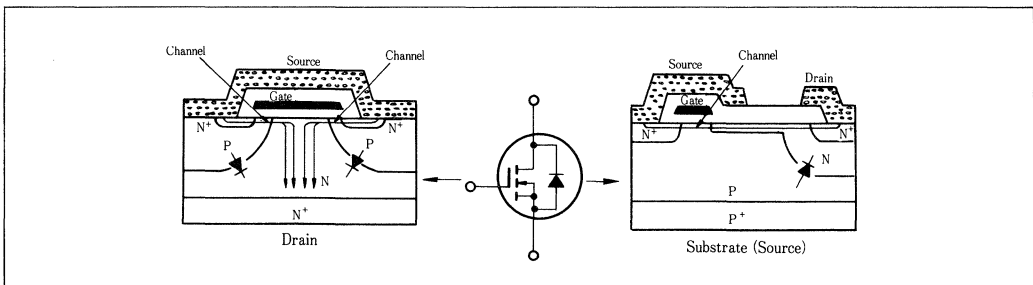 Channel
Source
Channel
Gate
N+
N+
P
P
N
N+
Drain
Source
Channel
Drain
Gate
N+
N+
N
P
P+
Substrate (Source)